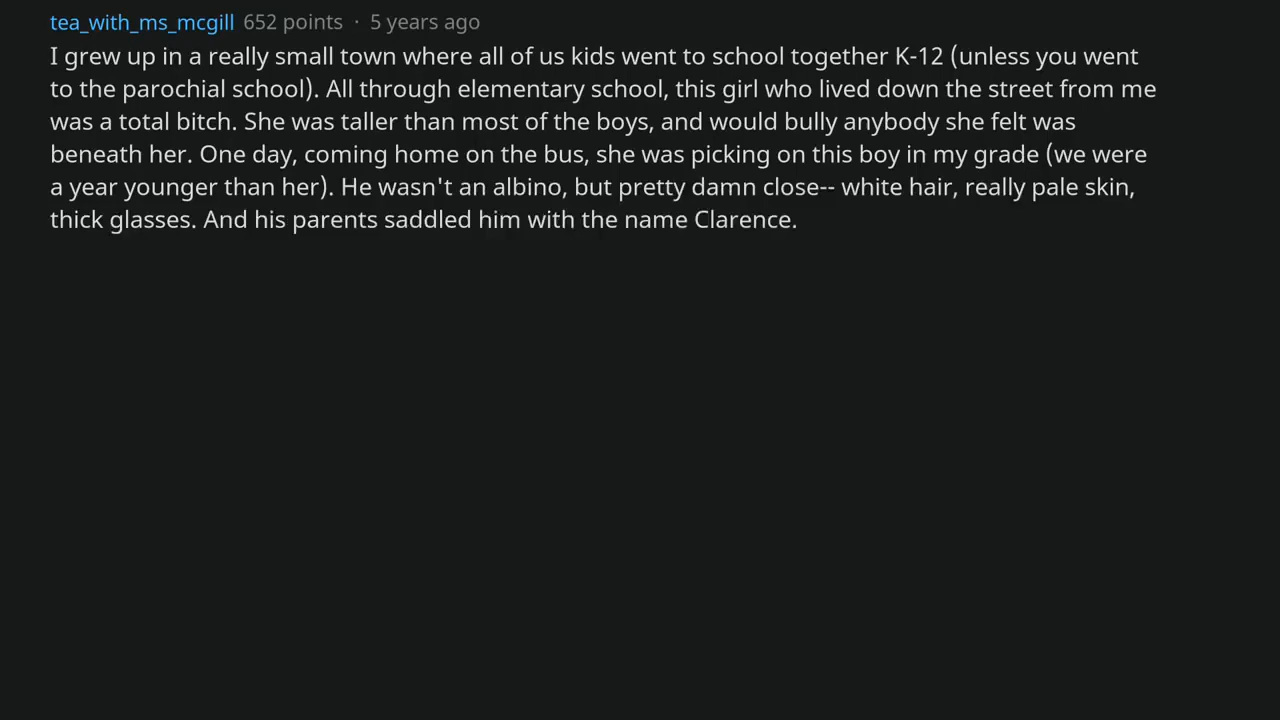 tea_with_ms_mcgill 652 points · 5 years ago
I grew up in a really small town where all of us kids went to school together K-12 (unless you went
to the parochial school). All through elementary school, this girl who lived down the street from me
was a total bitch. She was taller than most of the boys, and would bully anybody she felt was
beneath her. One day, coming home on the bus, she was picking on this boy in my grade (we were
a year younger than her). He wasn't an albino, but pretty damn close-- white hair, really pale skin,
thick glasses. And his parents saddled him with the name Clarence.